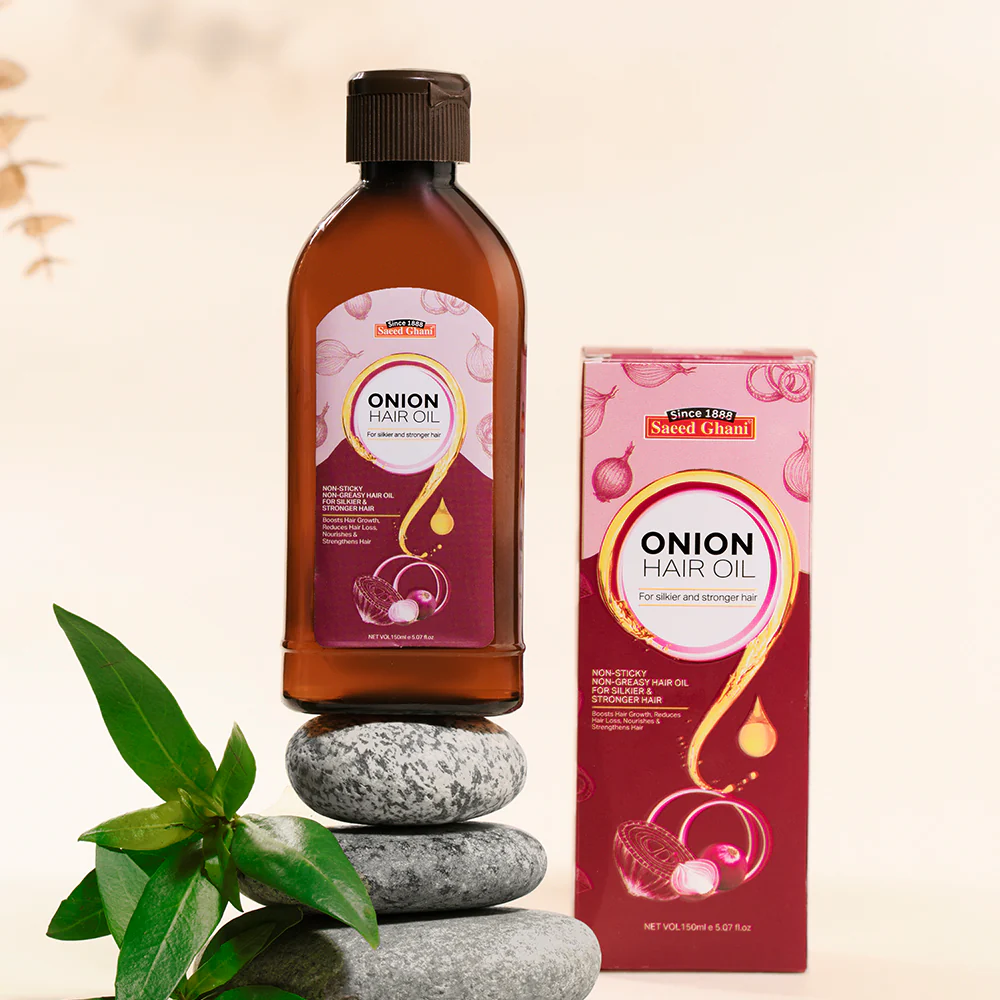 Since 1888
Saeed Ghani
ONION
HAIR OIL
For silkier and stronger hair
NON-STICKY
NON-GREASY HAIR OIL
FOR SILKIER &
STRONGER HAIR
Boosts Hair Growth,
Reduces Hair Loss,
Nourishes &
Strengthens Hair
NET VOL 150ml e 5.07 fl.oz
Since 1888
Saeed Ghani
ONION
HAIR OIL
For silkier and stronger hair
NON-STICKY
NON-GREASY HAIR OIL
FOR SILKIER &
STRONGER HAIR
Boosts Hair Growth, Reduces
Hair Loss, Nourishes &
Strengthens Hair
NET VOL 150ml e 5.07 fl.oz